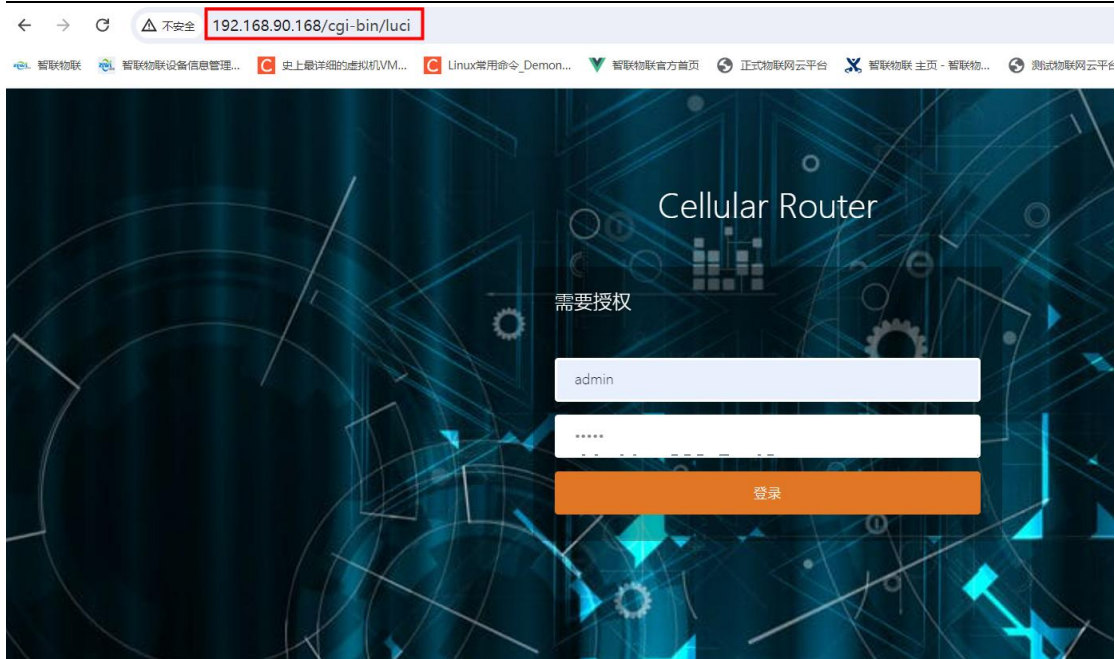 不安全 192.168.90.168/cgi-bin/luci
智联物联 智联物联设备信息管理... 史上最详细的虚拟机VM... Linux常用命令_Demon... 智联物联官方首页 正式物联网云平台 智联物联 主页 - 智联物... 测试物联网云平台
Cellular Router
需要授权
admin
•••••
登录